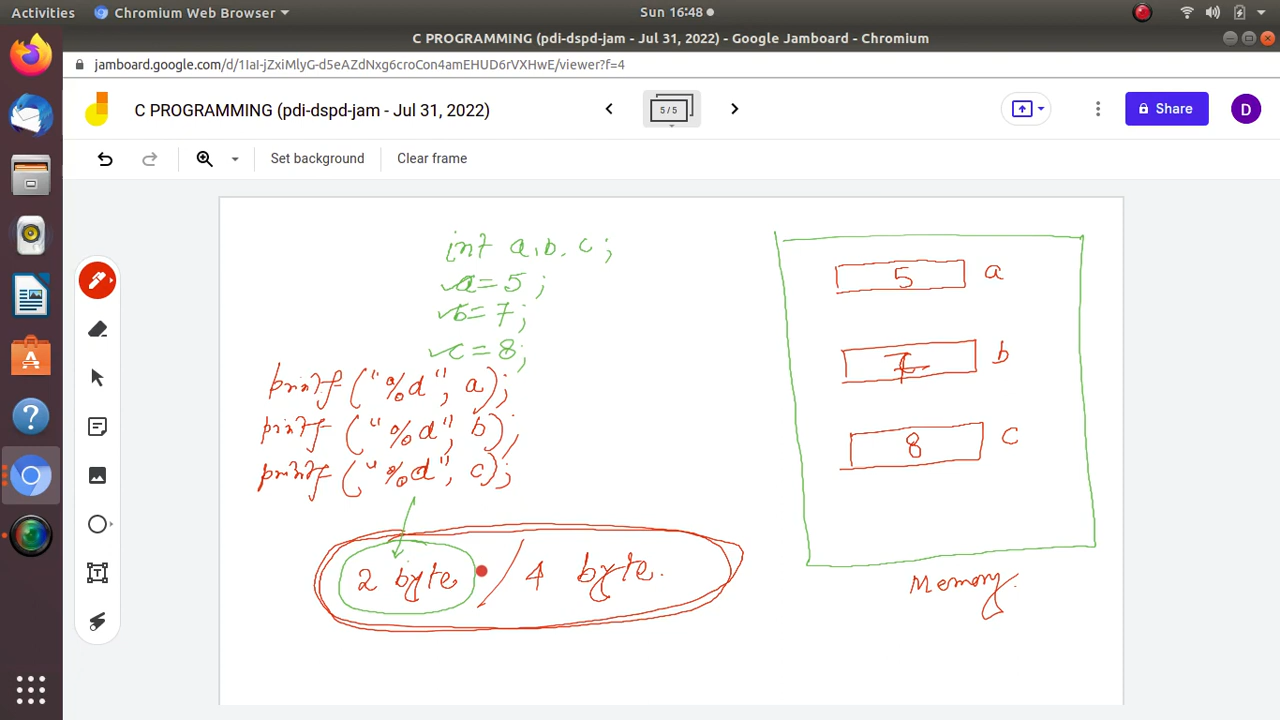 Activities
Chromium Web Browser
Sun 16:48
C PROGRAMMING (pdi-dspd-jam - Jul 31, 2022) - Google Jamboard - Chromium
jamboard.google.com/d/1IaI-jZxiMlyG-d5eAZdNxg6croCon4amEHUD6rVXHwE/viewer?f=4
C PROGRAMMING (pdi-dspd-jam - Jul 31, 2022)
5/5
Share
D
Set background
Clear frame
int a, b, c ;
a = 5 ;
b = 7 ;
c = 8 ;
printf ("%d", a);
printf ("%d", b);
printf ("%d", c);
2 byte / 4 byte.
5 a
7 b
8 c
Memory.